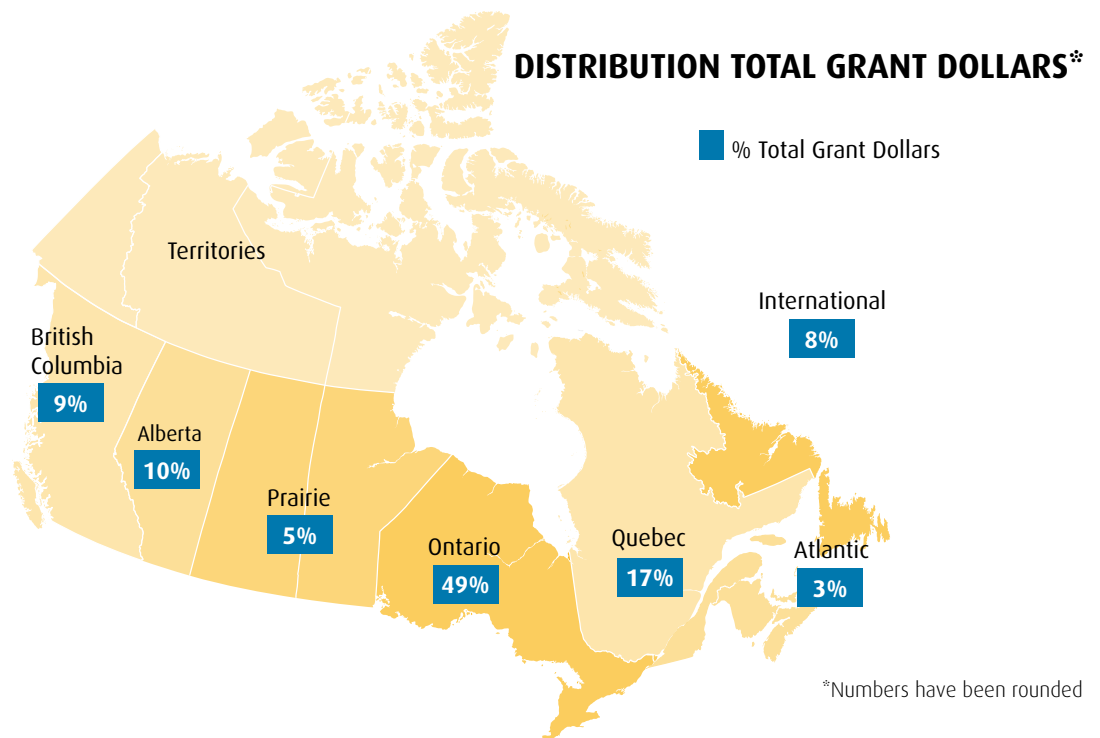 DISTRIBUTION TOTAL GRANT DOLLARS*
% Total Grant Dollars
Territories
International
8%
British
Columbia
9%
Alberta
10%
Prairie
5%
Ontario
49%
Quebec
17%
Atlantic
3%
*Numbers have been rounded